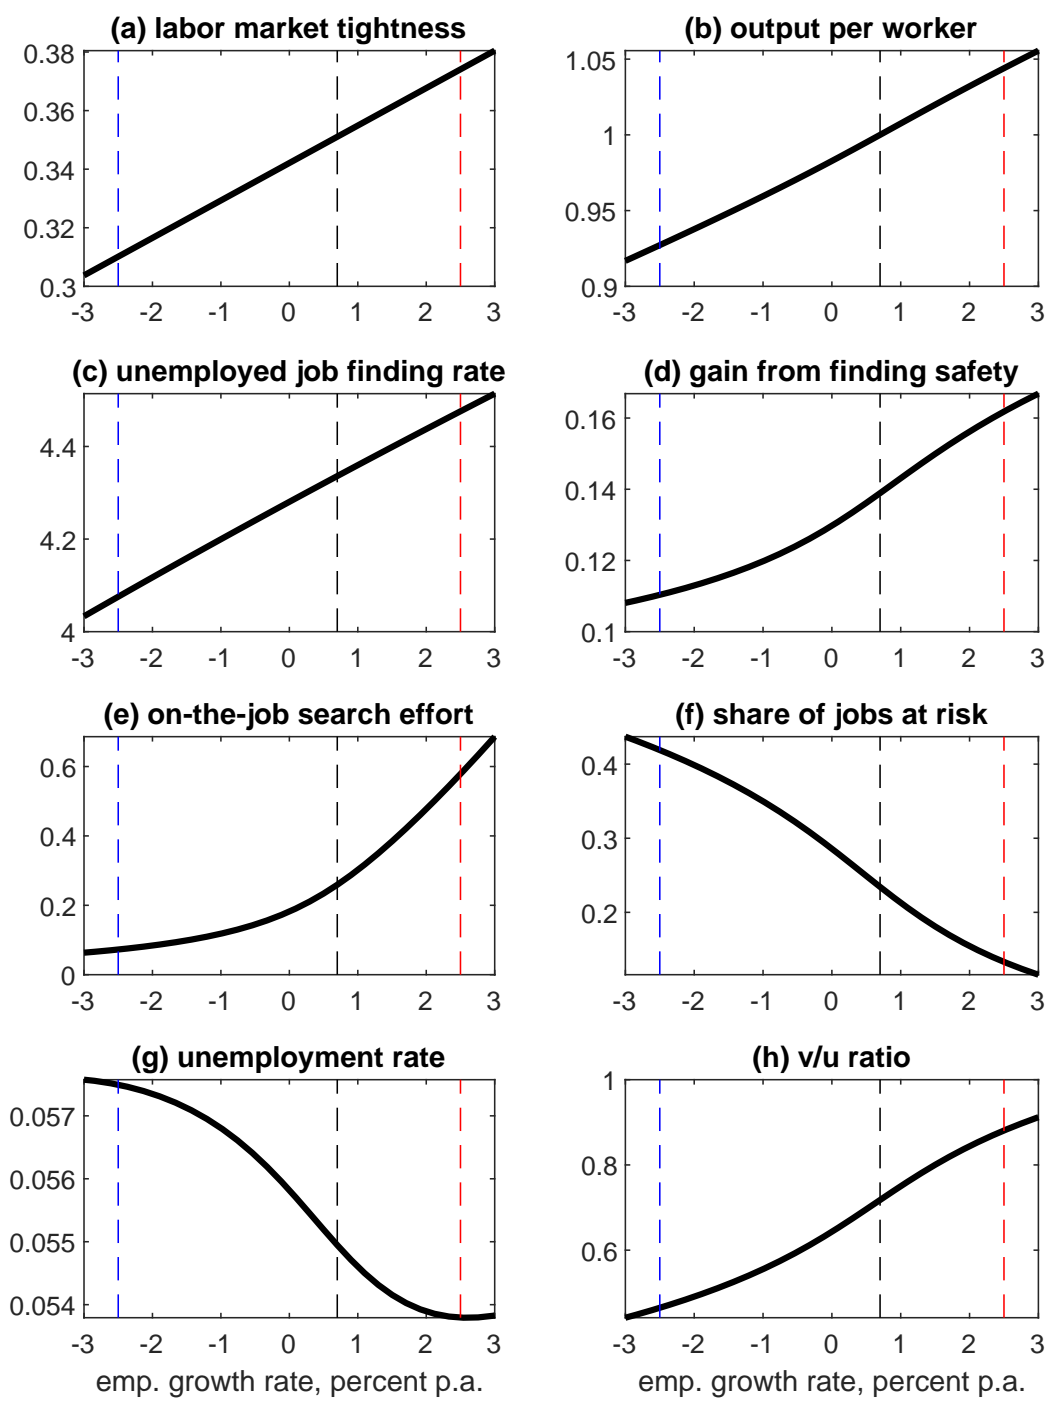 (a) labor market tightness
0.38
0.36
0.34
0.32
0.3
-3 -2 -1 0 1 2 3
(b) output per worker
1.05
1
0.95
0.9
-3 -2 -1 0 1 2 3
(c) unemployed job finding rate
4.4
4.2
4
-3 -2 -1 0 1 2 3
(d) gain from finding safety
0.16
0.14
0.12
0.1
-3 -2 -1 0 1 2 3
(e) on-the-job search effort
0.6
0.4
0.2
0
-3 -2 -1 0 1 2 3
(f) share of jobs at risk
0.4
0.3
0.2
-3 -2 -1 0 1 2 3
(g) unemployment rate
0.057
0.056
0.055
0.054
-3 -2 -1 0 1 2 3
emp. growth rate, percent p.a.
(h) v/u ratio
1
0.8
0.6
-3 -2 -1 0 1 2 3
emp. growth rate, percent p.a.